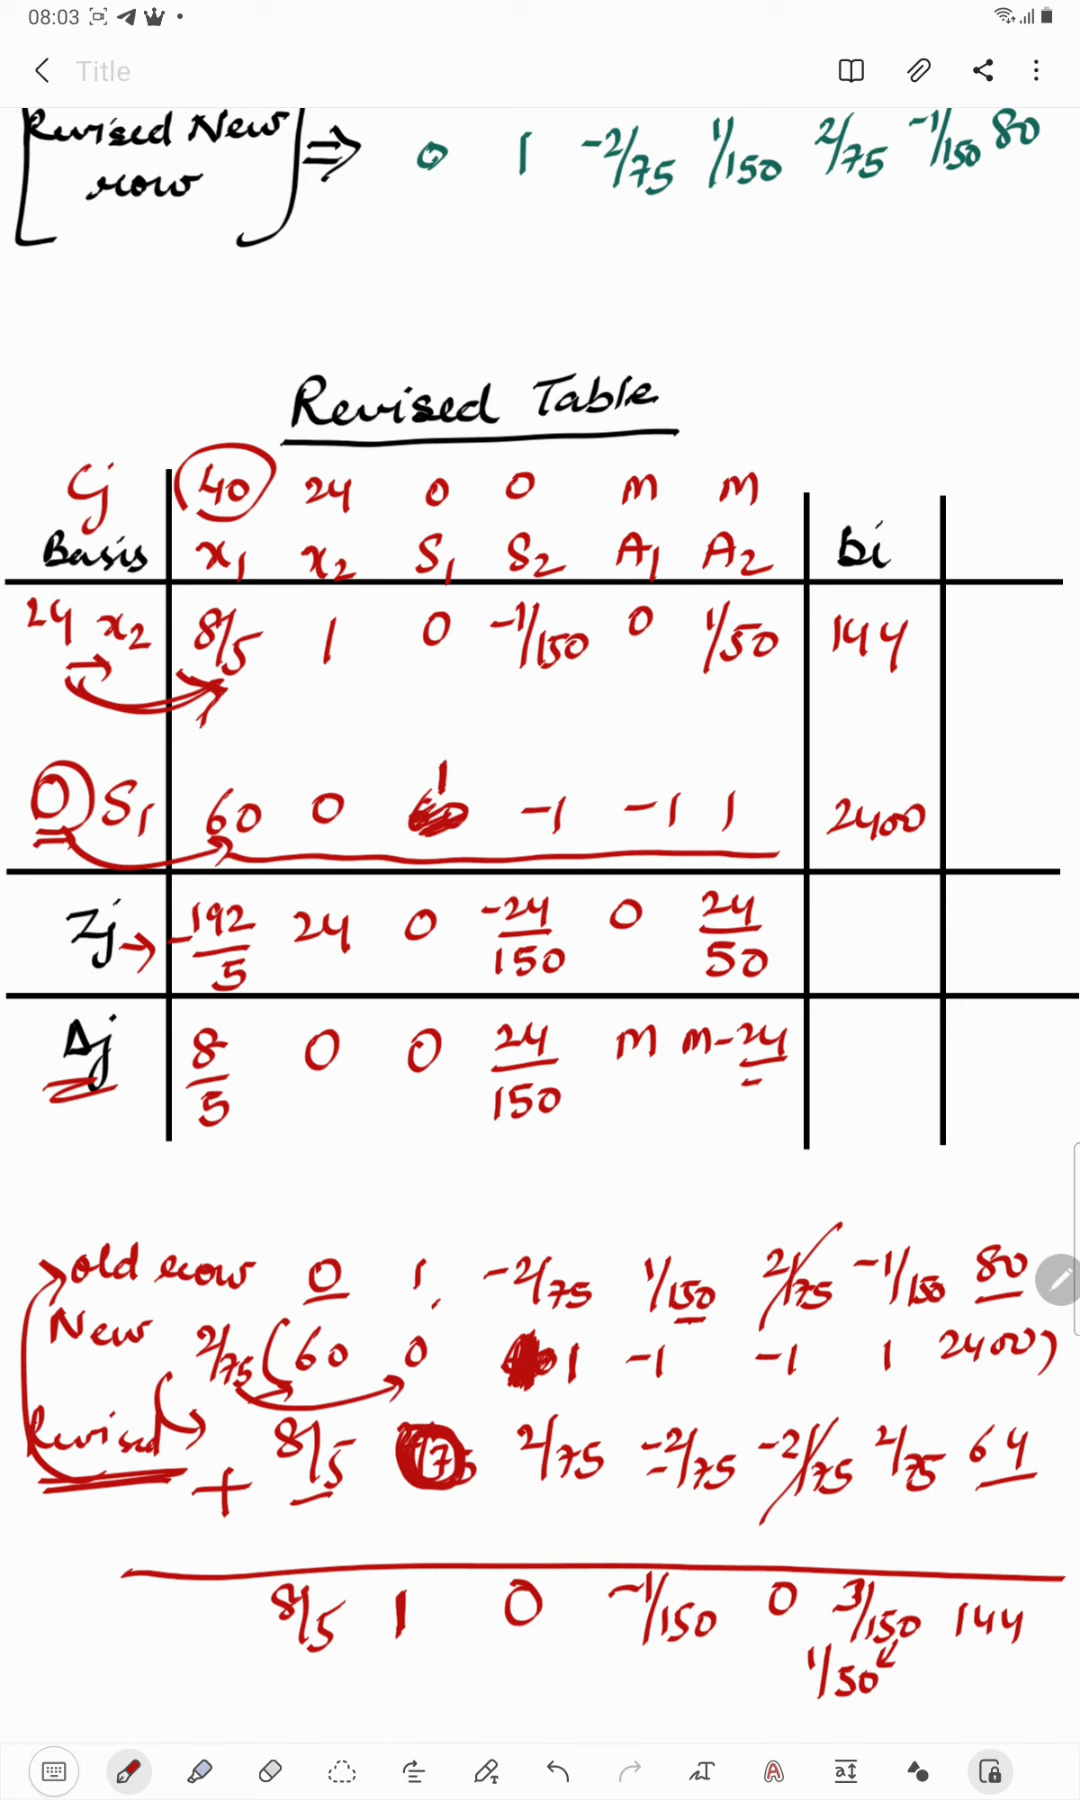 08:03
Title
Revised New row ⇒ 0 1 -2/75 1/150 2/75 -1/150 80
Revised Table
Cj 40 24 0 0 M M
Basis x1 x2 S1 S2 A1 A2 bi
24 x2 8/5 1 0 -1/150 0 1/50 144
0 S1 60 0 1 -1 -1 1 2400
Zj → -192/5 24 0 -24/150 0 24/50
Δj 8/5 0 0 24/150 M M-24
old row 0 1 -2/75 1/150 2/75 -1/150 80
New 2/75 (60 0 1 -1 -1 1 2400)
Revised + 8/5 2/75 -2/75 -2/75 2/75 64
8/5 1 0 -1/150 0 3/150 144
1/50